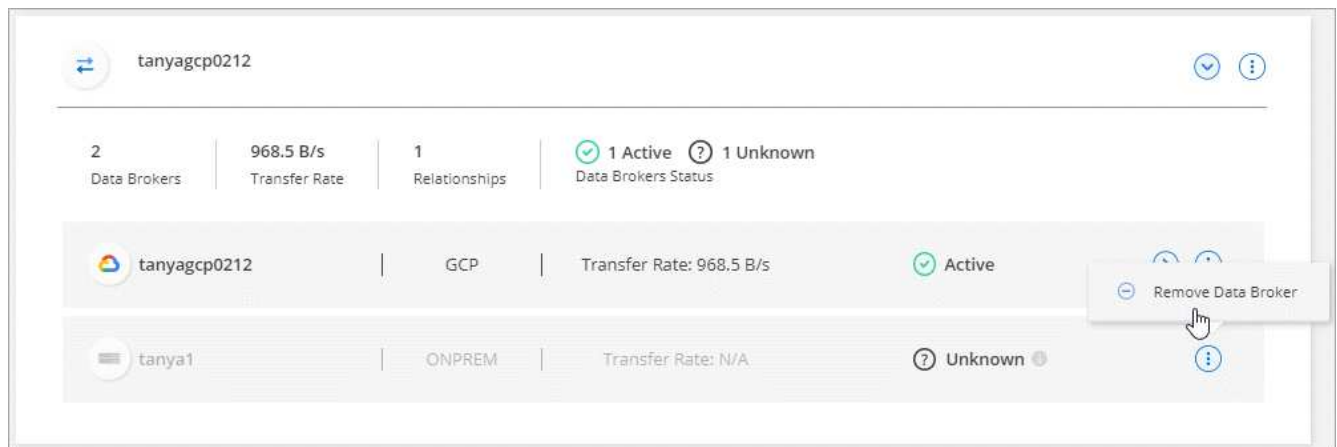 tanyagcp0212
2 968.5 B/s 1 1 Active 1 Unknown
Data Brokers Transfer Rate Relationships Data Brokers Status
tanyagcp0212 GCP Transfer Rate: 968.5 B/s Active
Remove Data Broker
tanya1 ONPREM Transfer Rate: N/A Unknown